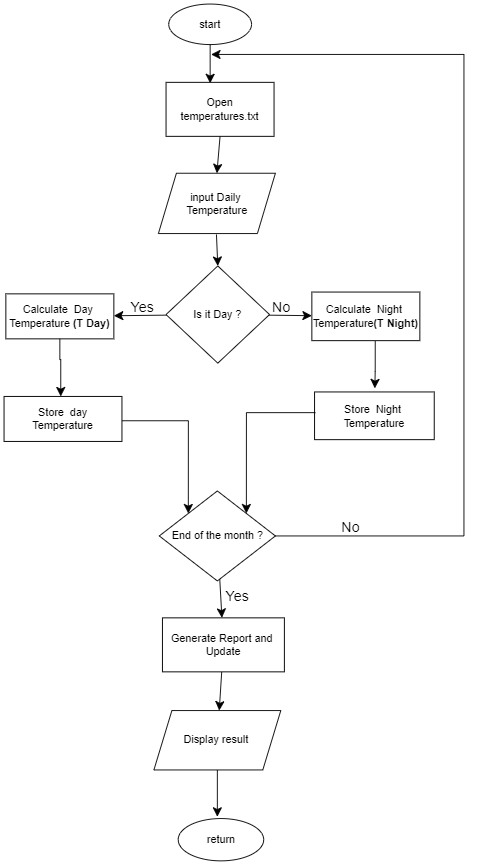 start
Open
temperatures.txt
input Daily
Temperature
Is it Day ?
Yes
No
Calculate Day
Temperature (T Day)
Calculate Night
Temperature(T Night)
Store day
Temperature
Store Night
Temperature
End of the month ?
No
Yes
Generate Report and
Update
Display result
return